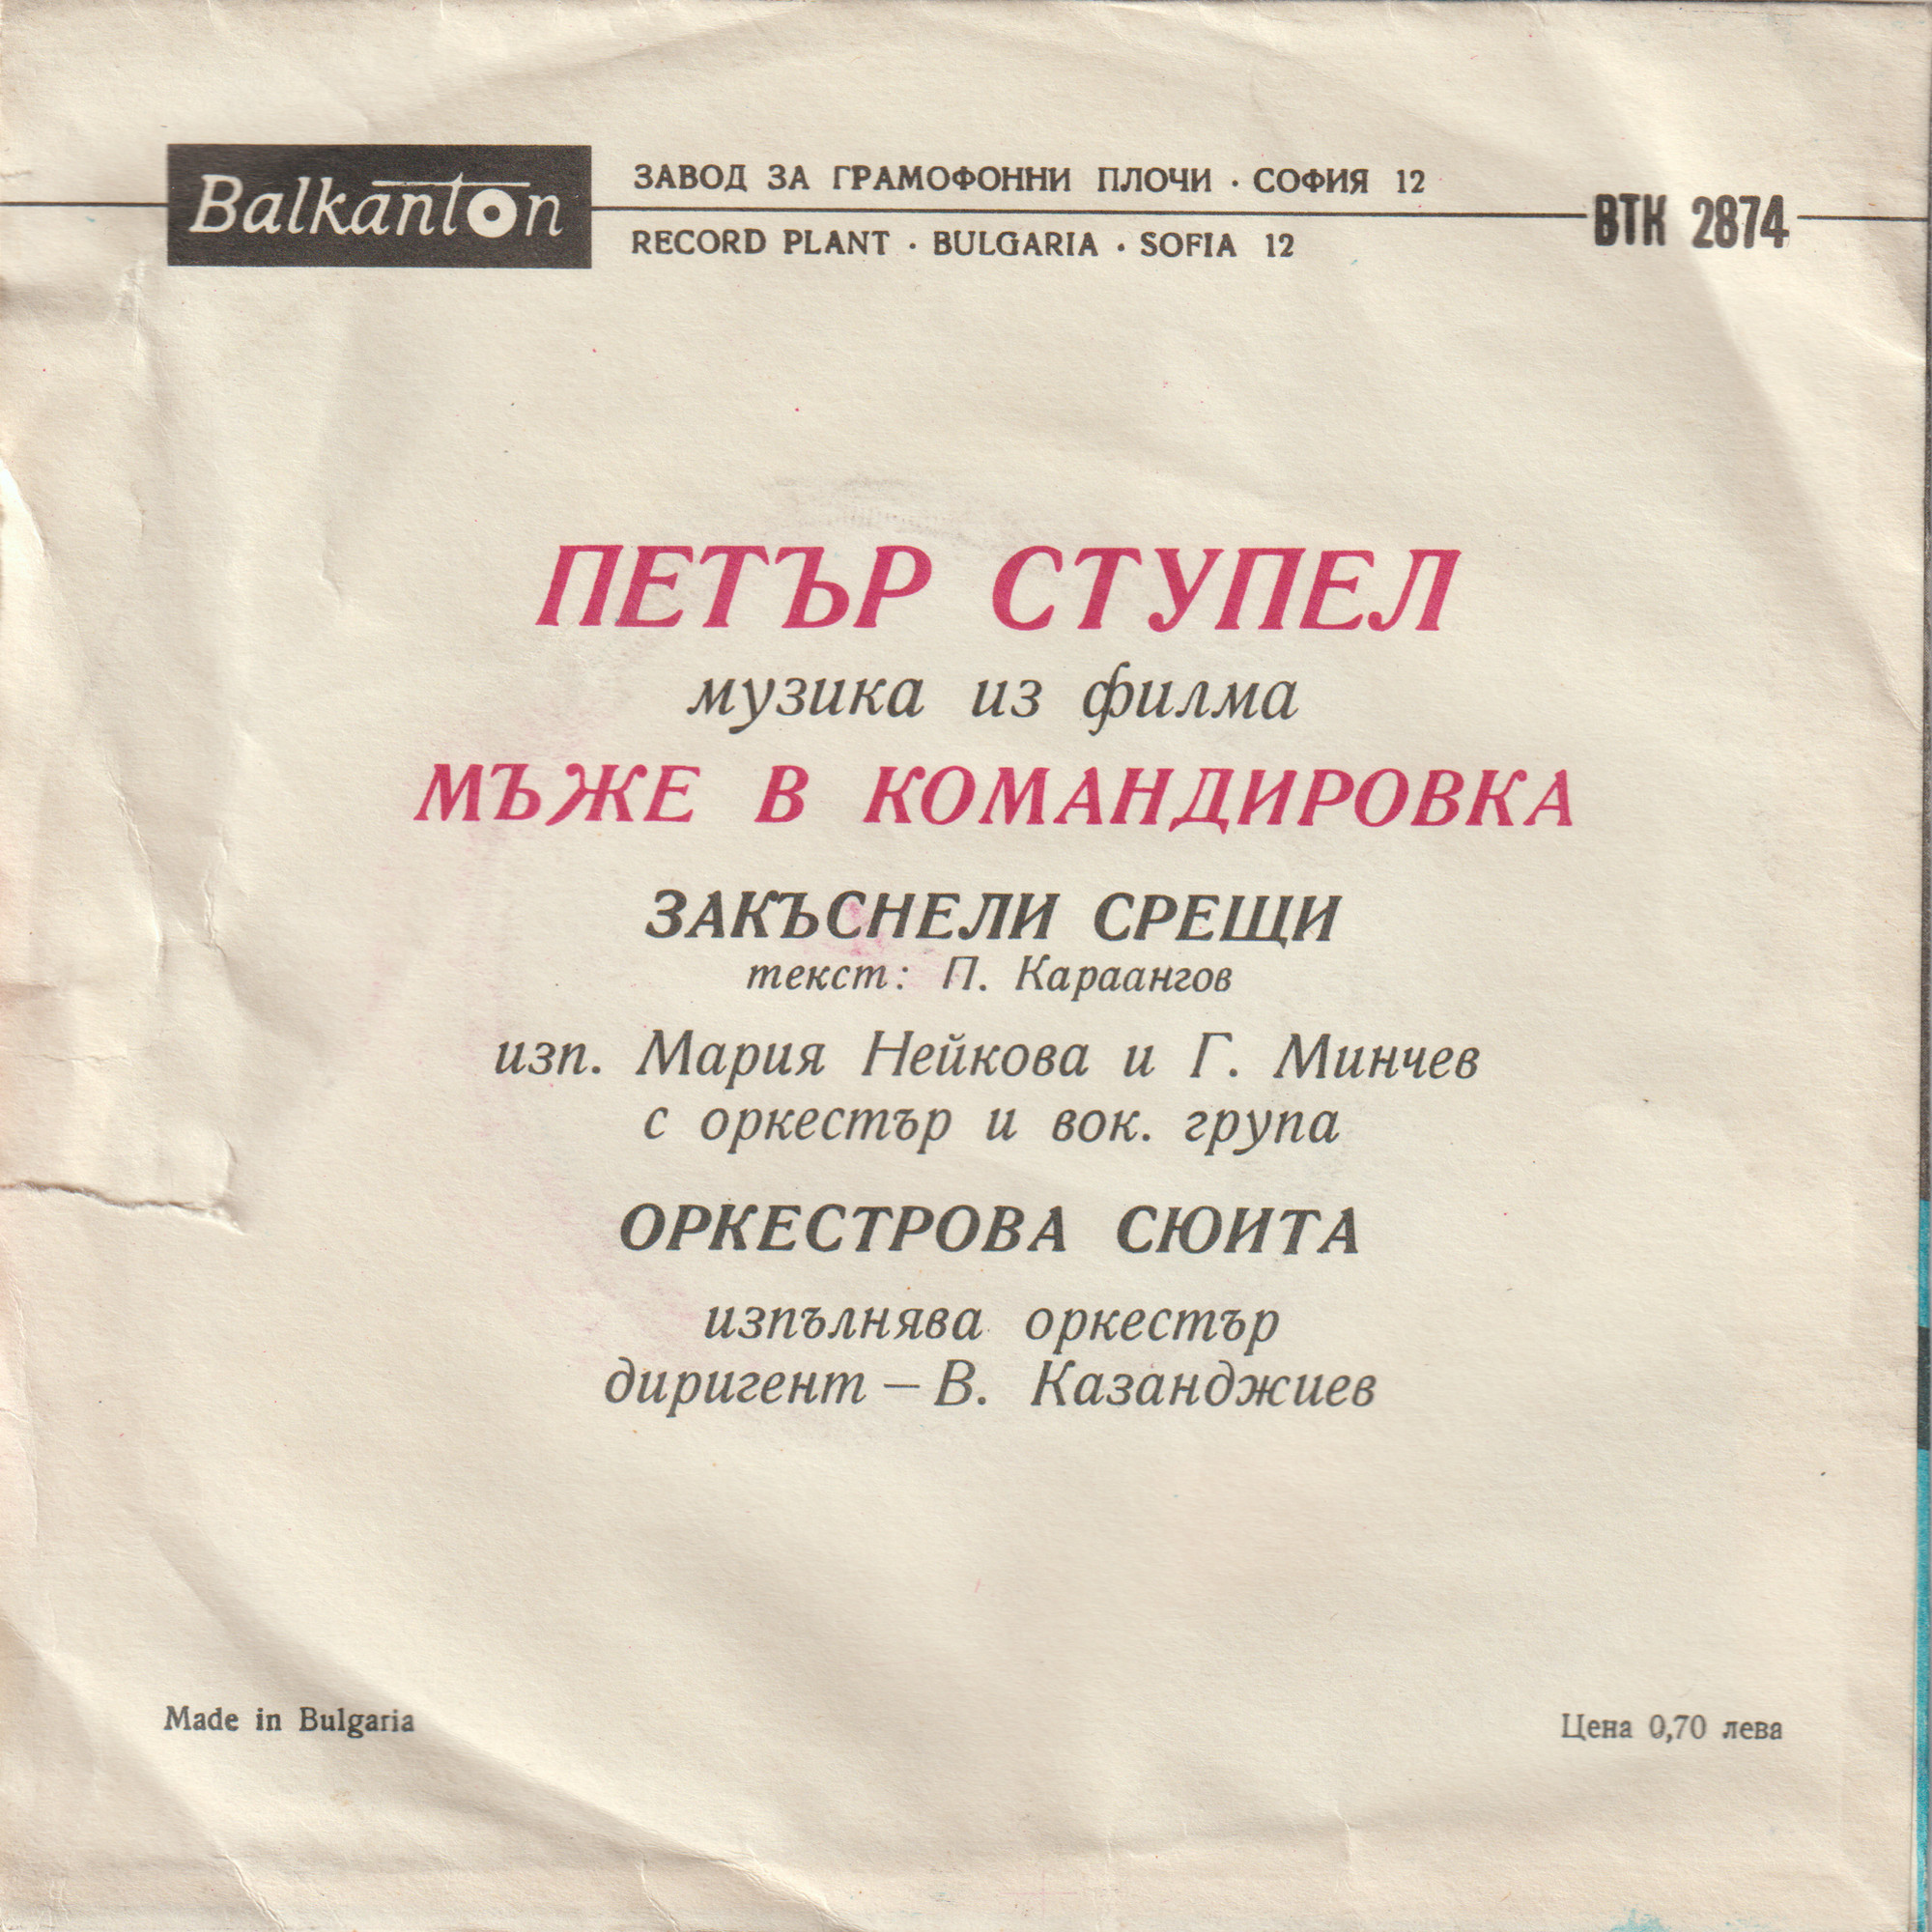 Balkanton
ЗАВОД ЗА ГРАМОФОННИ ПЛОЧИ · СОФИЯ 12
RECORD PLANT · BULGARIA · SOFIA 12
ВТК 2874
ПЕТЪР СТУПЕЛ
музика из филма
МЪЖЕ В КОМАНДИРОВКА
ЗАКЪСНЕЛИ СРЕЩИ
текст: П. Караангов
изп. Мария Нейкова и Г. Минчев
с оркестър и вок. група
ОРКЕСТРОВА СЮИТА
изпълнява оркестър
диригент – В. Казанджиев
Made in Bulgaria
Цена 0,70 лева